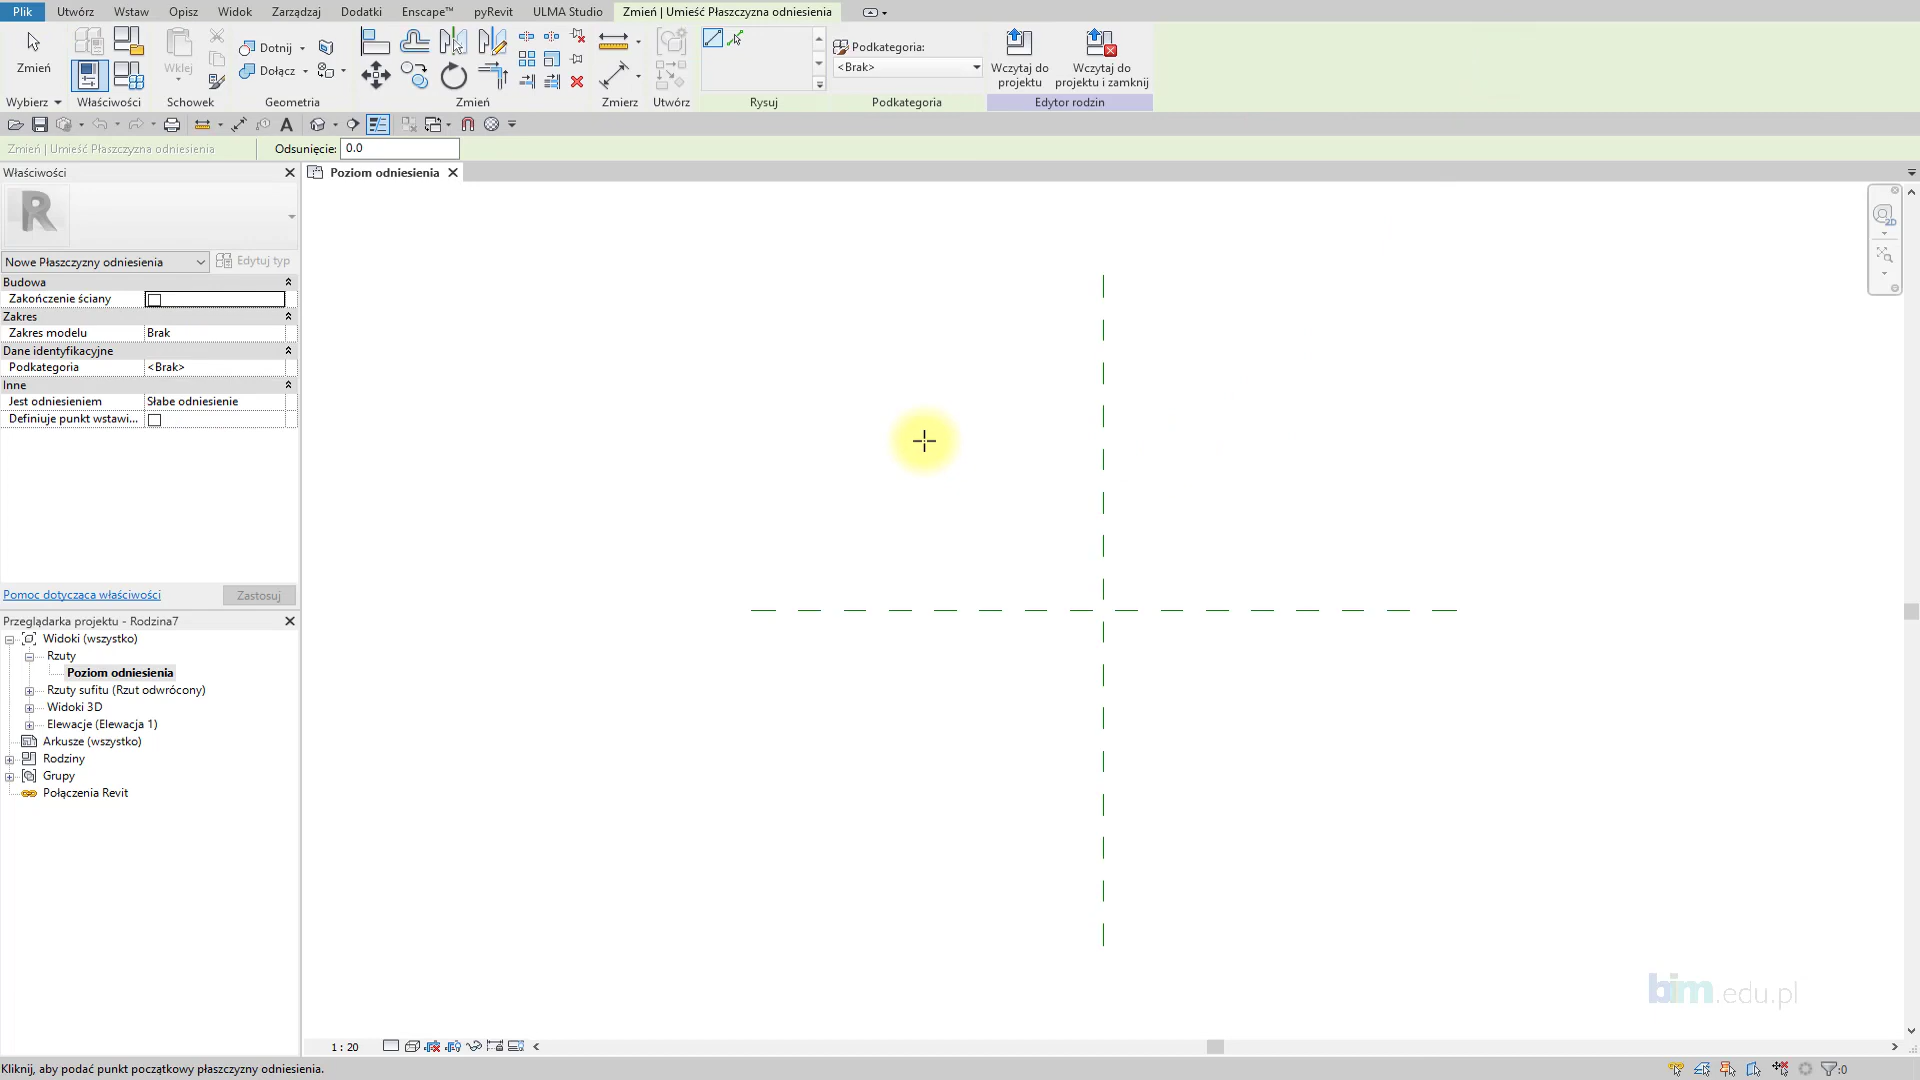 Plik Utwórz Wstaw Opisz Widok Zarządzaj Dodatki Enscape™ pyRevit ULMA Studio Zmień | Umieść Płaszczyzna odniesienia
Zmień
Wklej
Dotnij
Dołącz
Podkategoria:
<Brak>
Wczytaj do projektu
Wczytaj do projektu i zamknij
Wybierz Właściwości Schowek Geometria Zmień Zmierz Utwórz Rysuj Podkategoria Edytor rodzin
A
Zmień | Umieść Płaszczyzna odniesienia Odsunięcie: 0.0
Właściwości
Poziom odniesienia
R
Nowe Płaszczyzny odniesienia Edytuj typ
Budowa
Zakończenie ściany
Zakres
Zakres modelu Brak
Dane identyfikacyjne
Podkategoria <Brak>
Inne
Jest odniesieniem Słabe odniesienie
Definiuje punkt wstawi...
2D
Pomoc dotycząca właściwości Zastosuj
Przeglądarka projektu - Rodzina7
Widoki (wszystko)
Rzuty
Poziom odniesienia
Rzuty sufitu (Rzut odwrócony)
Widoki 3D
Elewacje (Elewacja 1)
Arkusze (wszystko)
Rodziny
Grupy
Połączenia Revit
bim.edu.pl
1 : 20
Kliknij, aby podać punkt początkowy płaszczyzny odniesienia.
:0